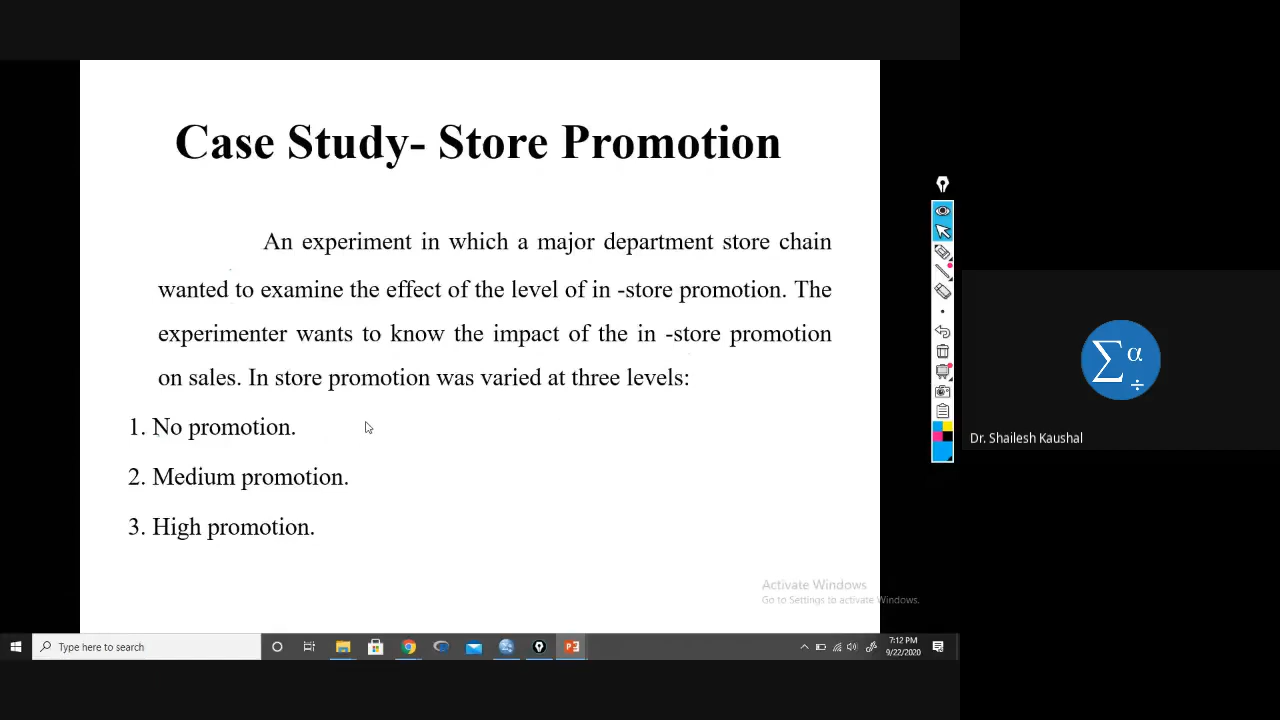 Case Study- Store Promotion
An experiment in which a major department store chain
wanted to examine the effect of the level of in -store promotion. The
experimenter wants to know the impact of the in -store promotion
on sales. In store promotion was varied at three levels:
1. No promotion.
2. Medium promotion.
3. High promotion.
Σα÷
Dr. Shailesh Kaushal
Activate Windows
Go to Settings to activate Windows.
Type here to search
7:12 PM
9/22/2020